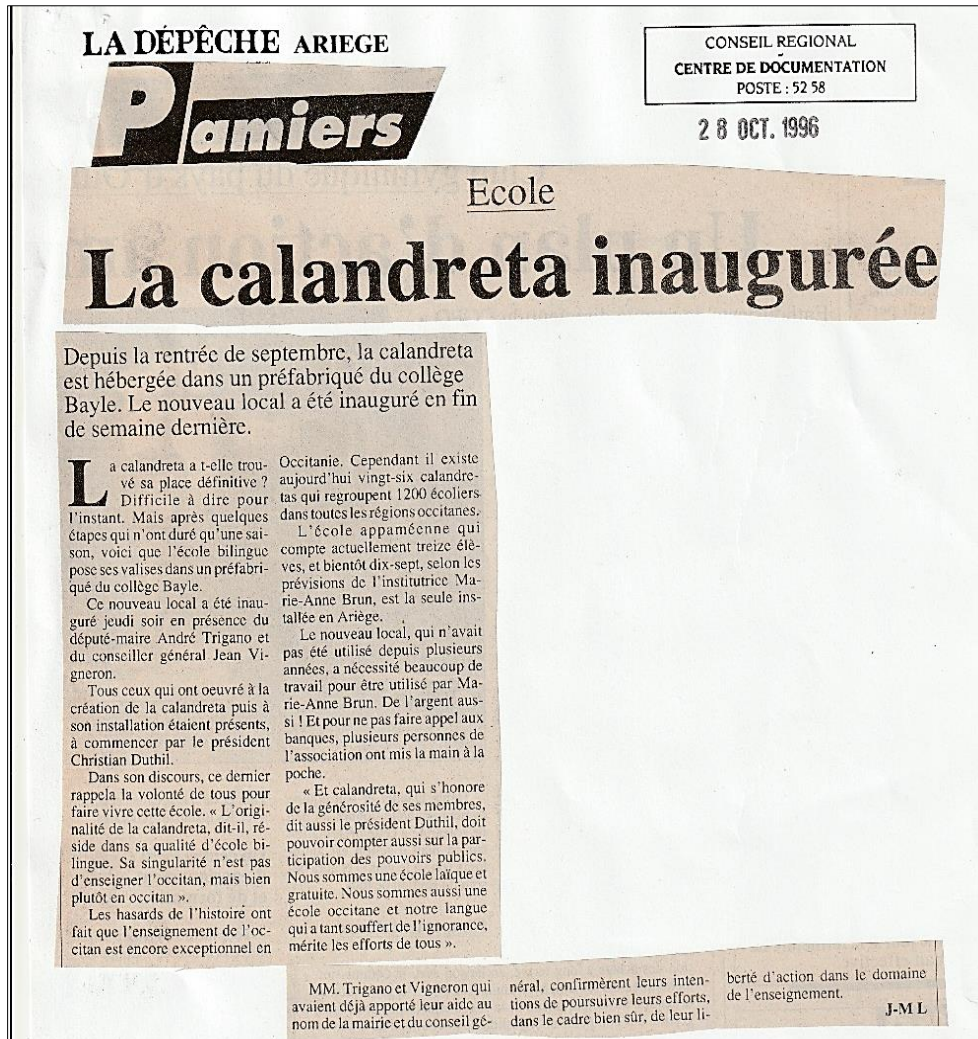 LA DÉPÊCHE ARIEGE
Pamiers
CONSEIL REGIONAL
-
CENTRE DE DOCUMENTATION
POSTE : 52 58
28 OCT. 1996
Ecole
La calandreta inaugurée
Depuis la rentrée de septembre, la calandreta
est hébergée dans un préfabriqué du collège
Bayle. Le nouveau local a été inauguré en fin
de semaine dernière.
La calandreta a t-elle trou-
vé sa place définitive ?
Difficile à dire pour
l'instant. Mais après quelques
étapes qui n'ont duré qu'une sai-
son, voici que l'école bilingue
pose ses valises dans un préfabri-
qué du collège Bayle.
Ce nouveau local a été inau-
guré jeudi soir en présence du
député-maire André Trigano et
du conseiller général Jean Vi-
gneron.
Tous ceux qui ont oeuvré à la
création de la calandreta puis à
son installation étaient présents,
à commencer par le président
Christian Duthil.
Dans son discours, ce dernier
rappela la volonté de tous pour
faire vivre cette école. « L'origi-
nalité de la calandreta, dit-il, ré-
side dans sa qualité d'école bi-
lingue. Sa singularité n'est pas
d'enseigner l'occitan, mais bien
plutôt en occitan ».
Les hasards de l'histoire ont
fait que l'enseignement de l'oc-
citan est encore exceptionnel en
Occitanie. Cependant il existe
aujourd'hui vingt-six calandre-
tas qui regroupent 1200 écoliers
dans toutes les régions occitanes.
L'école appaméenne qui
compte actuellement treize élè-
ves, et bientôt dix-sept, selon les
prévisions de l'institutrice Ma-
rie-Anne Brun, est la seule ins-
tallée en Ariège.
Le nouveau local, qui n'avait
pas été utilisé depuis plusieurs
années, a nécessité beaucoup de
travail pour être utilisé par Ma-
rie-Anne Brun. De l'argent aus-
si ! Et pour ne pas faire appel aux
banques, plusieurs personnes de
l'association ont mis la main à la
poche.
« Et calandreta, qui s'honore
de la générosité de ses membres,
dit aussi le président Duthil, doit
pouvoir compter aussi sur la par-
ticipation des pouvoirs publics.
Nous sommes une école laïque et
gratuite. Nous sommes aussi une
école occitane et notre langue
qui a tant souffert de l'ignorance,
mérite les efforts de tous ».
MM. Trigano et Vigneron qui
avaient déjà apporté leur aide au
nom de la mairie et du conseil gé-
néral, confirmèrent leurs inten-
tions de poursuivre leurs efforts,
dans le cadre bien sûr, de leur li-
berté d'action dans le domaine
de l'enseignement.
J-M L